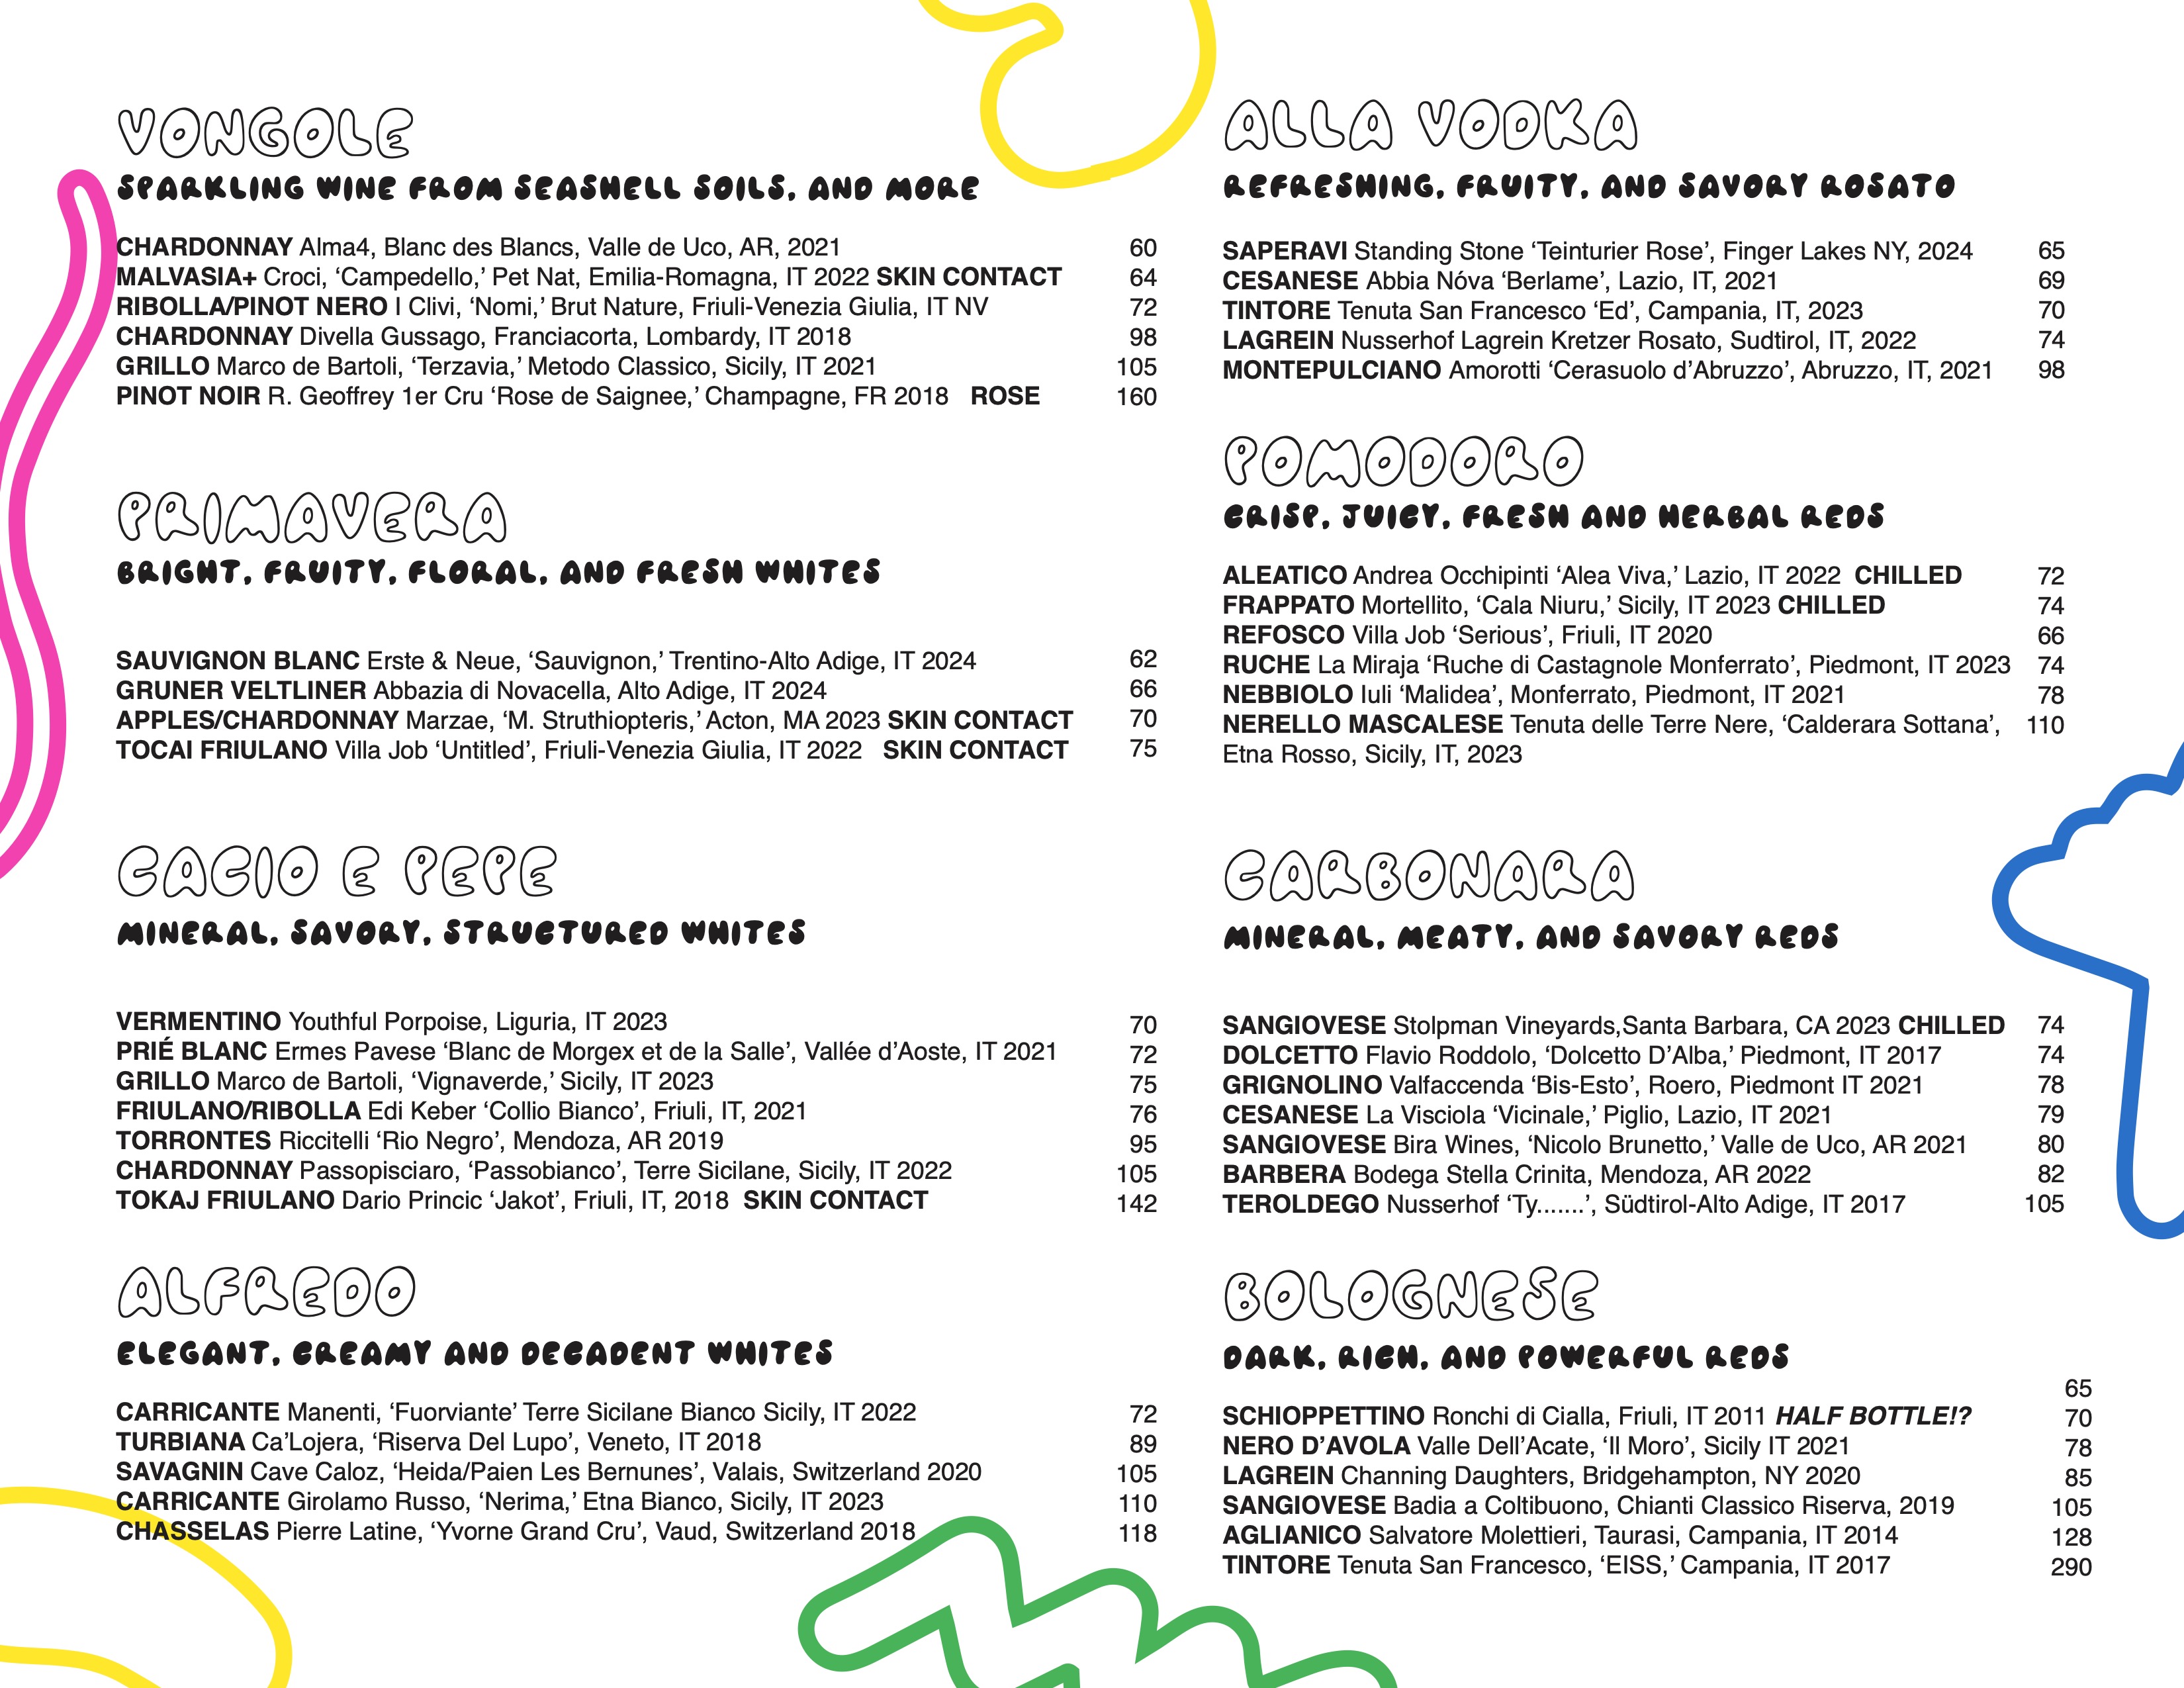 VONGOLE
SPARKLING WINE FROM SEASHELL SOILS, AND MORE
CHARDONNAY Alma4, Blanc des Blancs, Valle de Uco, AR, 2021 60
MALVASIA+ Croci, ‘Campedello,’ Pet Nat, Emilia-Romagna, IT 2022 SKIN CONTACT 64
RIBOLLA/PINOT NERO I Clivi, ‘Nomi,’ Brut Nature, Friuli-Venezia Giulia, IT NV 72
CHARDONNAY Divella Gussago, Franciacorta, Lombardy, IT 2018 98
GRILLO Marco de Bartoli, ‘Terzavia,’ Metodo Classico, Sicily, IT 2021 105
PINOT NOIR R. Geoffrey 1er Cru ‘Rose de Saignee,’ Champagne, FR 2018 ROSE 160
PRIMAVERA
BRIGHT, FRUITY, FLORAL, AND FRESH WHITES
SAUVIGNON BLANC Erste & Neue, ‘Sauvignon,’ Trentino-Alto Adige, IT 2024 62
GRUNER VELTLINER Abbazia di Novacella, Alto Adige, IT 2024 66
APPLES/CHARDONNAY Marzae, ‘M. Struthiopteris,’ Acton, MA 2023 SKIN CONTACT 70
TOCAI FRIULANO Villa Job ‘Untitled’, Friuli-Venezia Giulia, IT 2022 SKIN CONTACT 75
CACIO E PEPE
MINERAL, SAVORY, STRUCTURED WHITES
VERMENTINO Youthful Porpoise, Liguria, IT 2023 70
PRIÉ BLANC Ermes Pavese ‘Blanc de Morgex et de la Salle’, Vallée d’Aoste, IT 2021 72
GRILLO Marco de Bartoli, ‘Vignaverde,’ Sicily, IT 2023 75
FRIULANO/RIBOLLA Edi Keber ‘Collio Bianco’, Friuli, IT, 2021 76
TORRONTES Riccitelli ‘Rio Negro’, Mendoza, AR 2019 95
CHARDONNAY Passopisciaro, ‘Passobianco’, Terre Sicilane, Sicily, IT 2022 105
TOKAJ FRIULANO Dario Princic ‘Jakot’, Friuli, IT, 2018 SKIN CONTACT 142
ALFREDO
ELEGANT, CREAMY AND DECADENT WHITES
CARRICANTE Manenti, ‘Fuorviante’ Terre Sicilane Bianco Sicily, IT 2022 72
TURBIANA Ca’Lojera, ‘Riserva Del Lupo’, Veneto, IT 2018 89
SAVAGNIN Cave Caloz, ‘Heida/Paien Les Bernunes’, Valais, Switzerland 2020 105
CARRICANTE Girolamo Russo, ‘Nerima,’ Etna Bianco, Sicily, IT 2023 110
CHASSELAS Pierre Latine, ‘Yvorne Grand Cru’, Vaud, Switzerland 2018 118
ALLA VODKA
REFRESHING, FRUITY, AND SAVORY ROSATO
SAPERAVI Standing Stone ‘Teinturier Rose’, Finger Lakes NY, 2024 65
CESANESE Abbia Nóva ‘Berlame’, Lazio, IT, 2021 69
TINTORE Tenuta San Francesco ‘Ed’, Campania, IT, 2023 70
LAGREIN Nusserhof Lagrein Kretzer Rosato, Sudtirol, IT, 2022 74
MONTEPULCIANO Amorotti ‘Cerasuolo d’Abruzzo’, Abruzzo, IT, 2021 98
POMODORO
CRISP, JUICY, FRESH AND HERBAL REDS
ALEATICO Andrea Occhipinti ‘Alea Viva,’ Lazio, IT 2022 CHILLED 72
FRAPPATO Mortellito, ‘Cala Niuru,’ Sicily, IT 2023 CHILLED 74
REFOSCO Villa Job ‘Serious’, Friuli, IT 2020 66
RUCHE La Miraja ‘Ruche di Castagnole Monferrato’, Piedmont, IT 2023 74
NEBBIOLO Iuli ‘Malidea’, Monferrato, Piedmont, IT 2021 78
NERELLO MASCALESE Tenuta delle Terre Nere, ‘Calderara Sottana’, 110
Etna Rosso, Sicily, IT, 2023
CARBONARA
MINERAL, MEATY, AND SAVORY REDS
SANGIOVESE Stolpman Vineyards,Santa Barbara, CA 2023 CHILLED 74
DOLCETTO Flavio Roddolo, ‘Dolcetto D’Alba,’ Piedmont, IT 2017 74
GRIGNOLINO Valfaccenda ‘Bis-Esto’, Roero, Piedmont IT 2021 78
CESANESE La Visciola ‘Vicinale,’ Piglio, Lazio, IT 2021 79
SANGIOVESE Bira Wines, ‘Nicolo Brunetto,’ Valle de Uco, AR 2021 80
BARBERA Bodega Stella Crinita, Mendoza, AR 2022 82
TEROLDEGO Nusserhof ‘Ty.......’, Südtirol-Alto Adige, IT 2017 105
BOLOGNESE
DARK, RICH, AND POWERFUL REDS
65
SCHIOPPETTINO Ronchi di Cialla, Friuli, IT 2011 HALF BOTTLE!? 70
NERO D’AVOLA Valle Dell’Acate, ‘Il Moro’, Sicily IT 2021 78
LAGREIN Channing Daughters, Bridgehampton, NY 2020 85
SANGIOVESE Badia a Coltibuono, Chianti Classico Riserva, 2019 105
AGLIANICO Salvatore Molettieri, Taurasi, Campania, IT 2014 128
TINTORE Tenuta San Francesco, ‘EISS,’ Campania, IT 2017 290